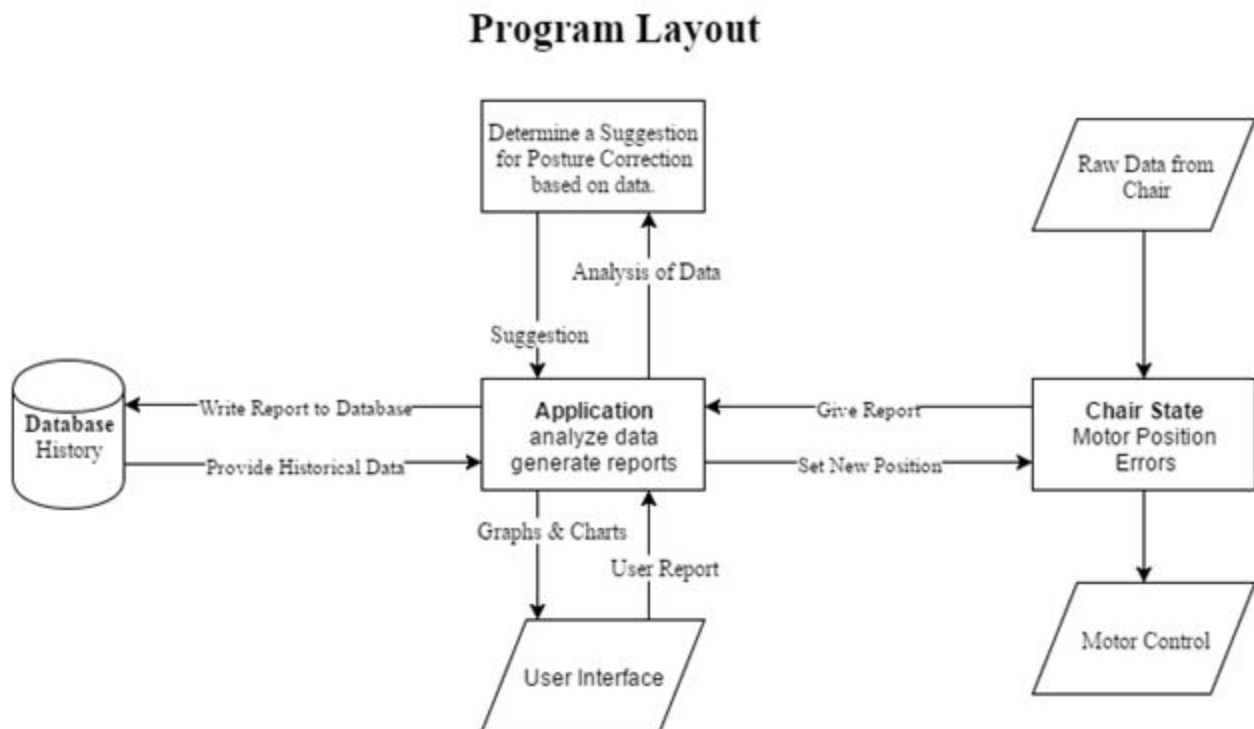 Program Layout
Determine a Suggestion
for Posture Correction
based on data.
Raw Data from
Chair
Analysis of Data
Suggestion
Database
History
Write Report to Database
Provide Historical Data
Application
analyze data
generate reports
Give Report
Set New Position
Chair State
Motor Position
Errors
Graphs & Charts
User Report
User Interface
Motor Control